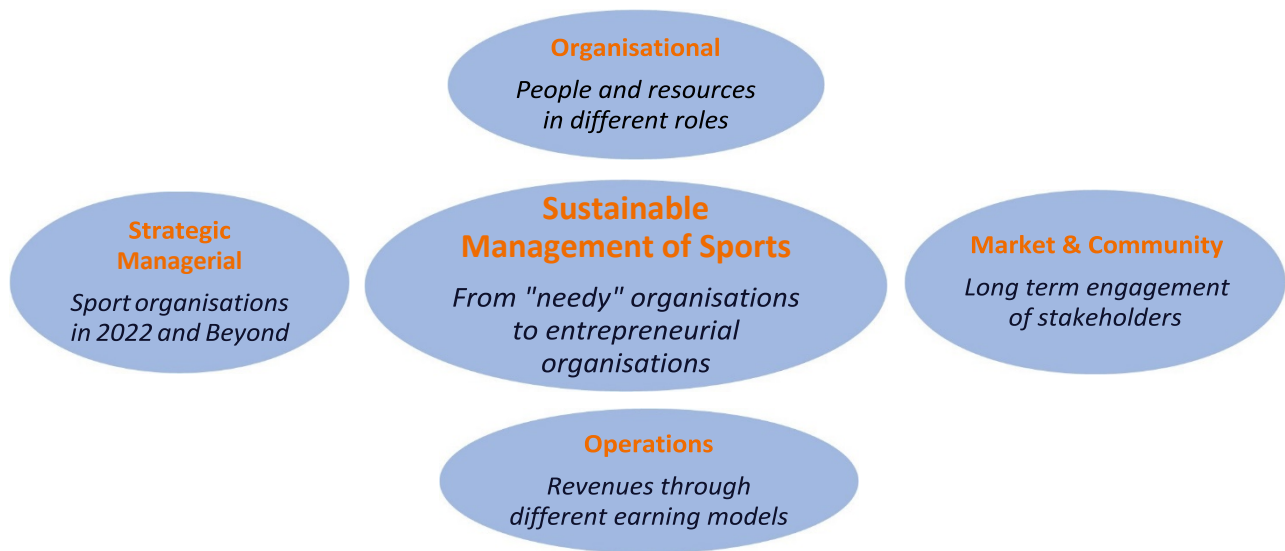 Organisational
People and resources
in different roles
Strategic
Managerial
Sport organisations
in 2022 and Beyond
Sustainable
Management of Sports
From "needy" organisations
to entrepreneurial
organisations
Market & Community
Long term engagement
of stakeholders
Operations
Revenues through
different earning models